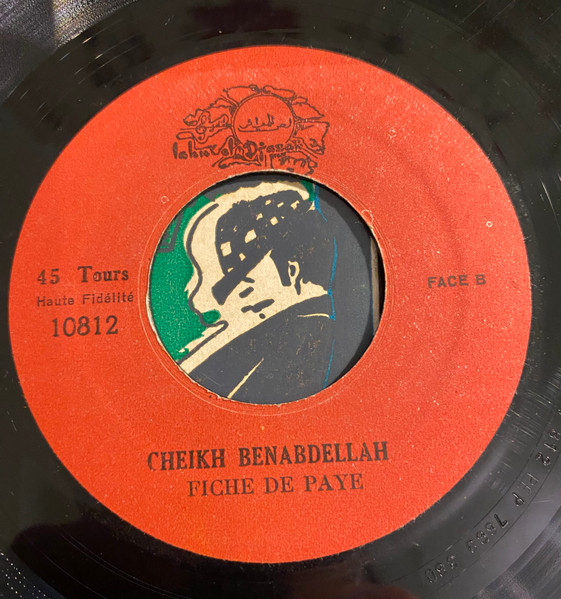 45 Tours
Haute Fidélité
10812
FACE B
CHEIKH BENABDELLAH
FICHE DE PAYE